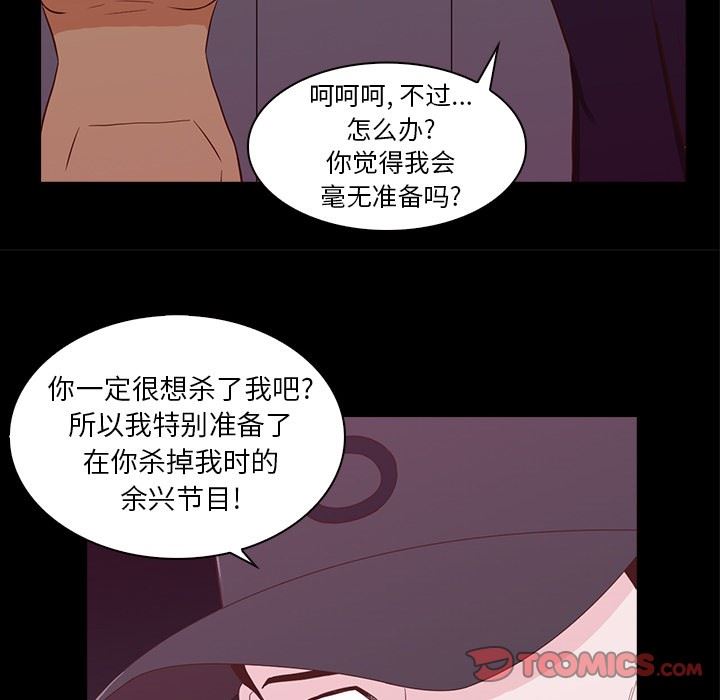 呵呵呵, 不过...
怎么办?
你觉得我会
毫无准备吗?
你一定很想杀了我吧?
所以我特别准备了
在你杀掉我时的
余兴节目!
TOOMICS.COM